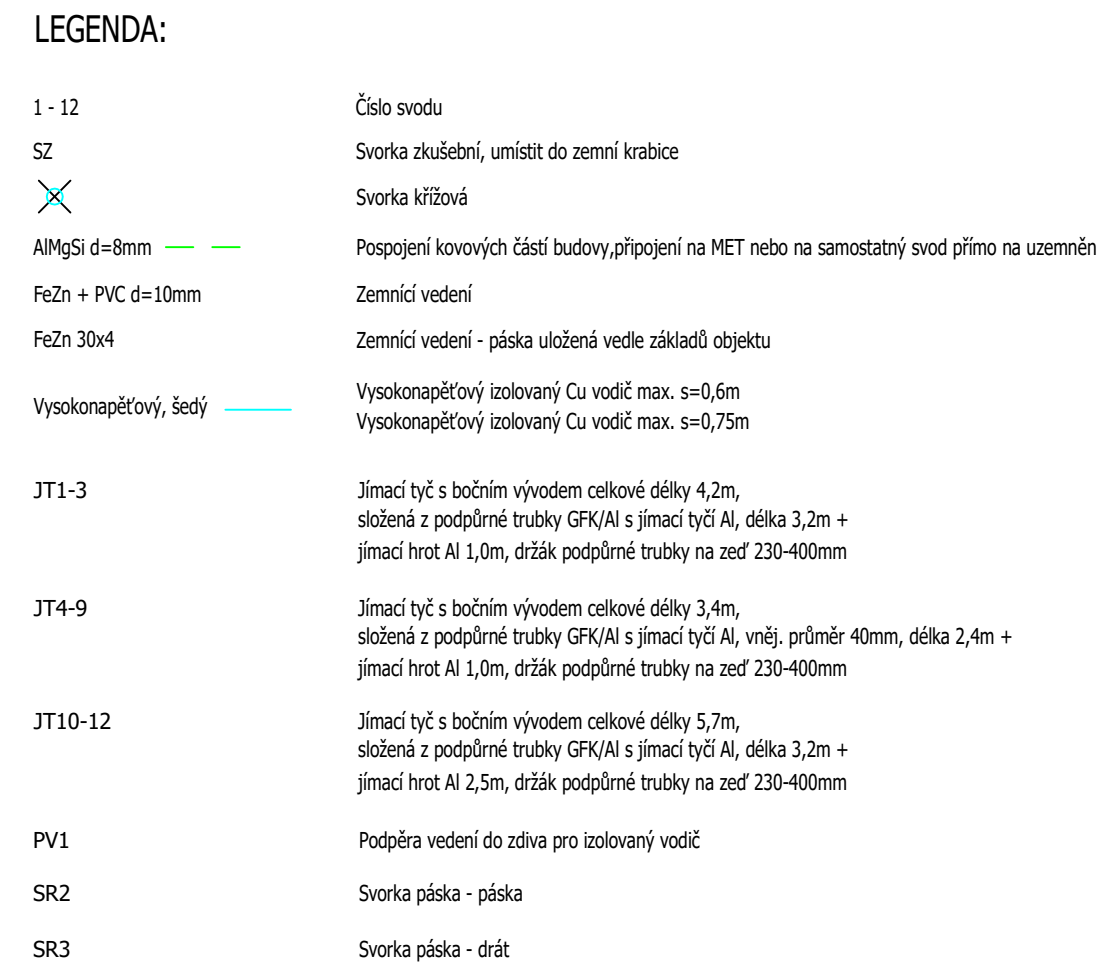 LEGENDA:
1 - 12 Číslo svodu
SZ Svorka zkušební, umístit do zemní krabice
Svorka křížová
AlMgSi d=8mm Pospojení kovových částí budovy,připojení na MET nebo na samostatný svod přímo na uzemněn
FeZn + PVC d=10mm Zemnící vedení
FeZn 30x4 Zemnící vedení - páska uložená vedle základů objektu
Vysokonapěťový, šedý
Vysokonapěťový izolovaný Cu vodič max. s=0,6m
Vysokonapěťový izolovaný Cu vodič max. s=0,75m
JT1-3 Jímací tyč s bočním vývodem celkové délky 4,2m,
složená z podpůrné trubky GFK/Al s jímací tyčí Al, délka 3,2m +
jímací hrot Al 1,0m, držák podpůrné trubky na zeď 230-400mm
JT4-9 Jímací tyč s bočním vývodem celkové délky 3,4m,
složená z podpůrné trubky GFK/Al s jímací tyčí Al, vněj. průměr 40mm, délka 2,4m +
jímací hrot Al 1,0m, držák podpůrné trubky na zeď 230-400mm
JT10-12 Jímací tyč s bočním vývodem celkové délky 5,7m,
složená z podpůrné trubky GFK/Al s jímací tyčí Al, délka 3,2m +
jímací hrot Al 2,5m, držák podpůrné trubky na zeď 230-400mm
PV1 Podpěra vedení do zdiva pro izolovaný vodič
SR2 Svorka páska - páska
SR3 Svorka páska - drát